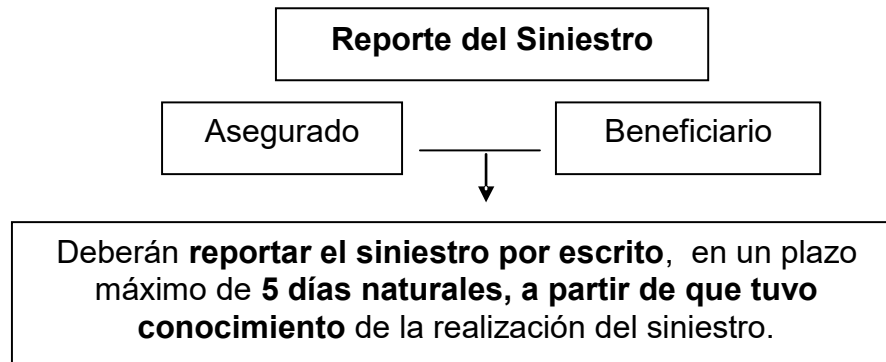 Reporte del Siniestro
Asegurado
Beneficiario
Deberán reportar el siniestro por escrito, en un plazo
máximo de 5 días naturales, a partir de que tuvo
conocimiento de la realización del siniestro.